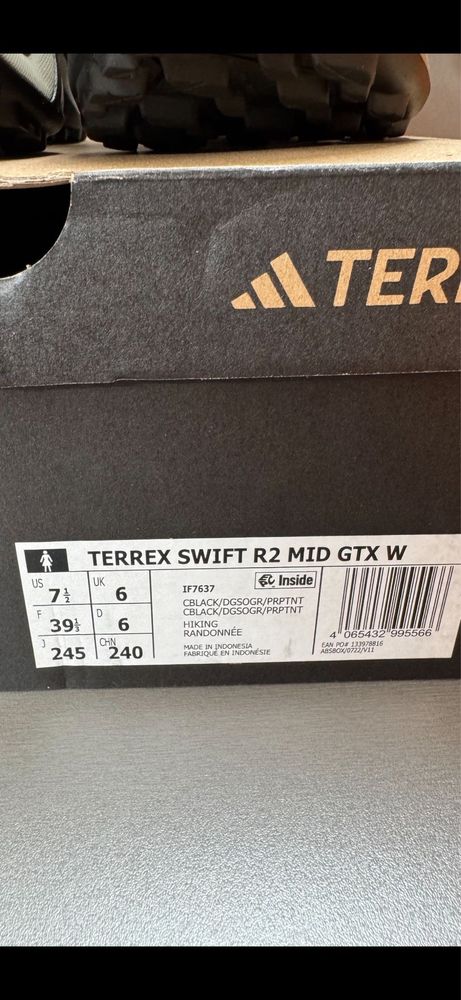 TERREX SWIFT R2 MID GTX W
US 7½ UK 6
F 39⅓ D 6
J 245 CHN 240
IF7637
Inside
CBLACK/DGSOGR/PRPTNT
CBLACK/DGSOGR/PRPTNT
HIKING
RANDONNÉE
MADE IN INDONESIA
FABRIQUE EN INDONÉSIE
4 065432 995566
EAN PO# 133978816
ABSBOX/0722/V11